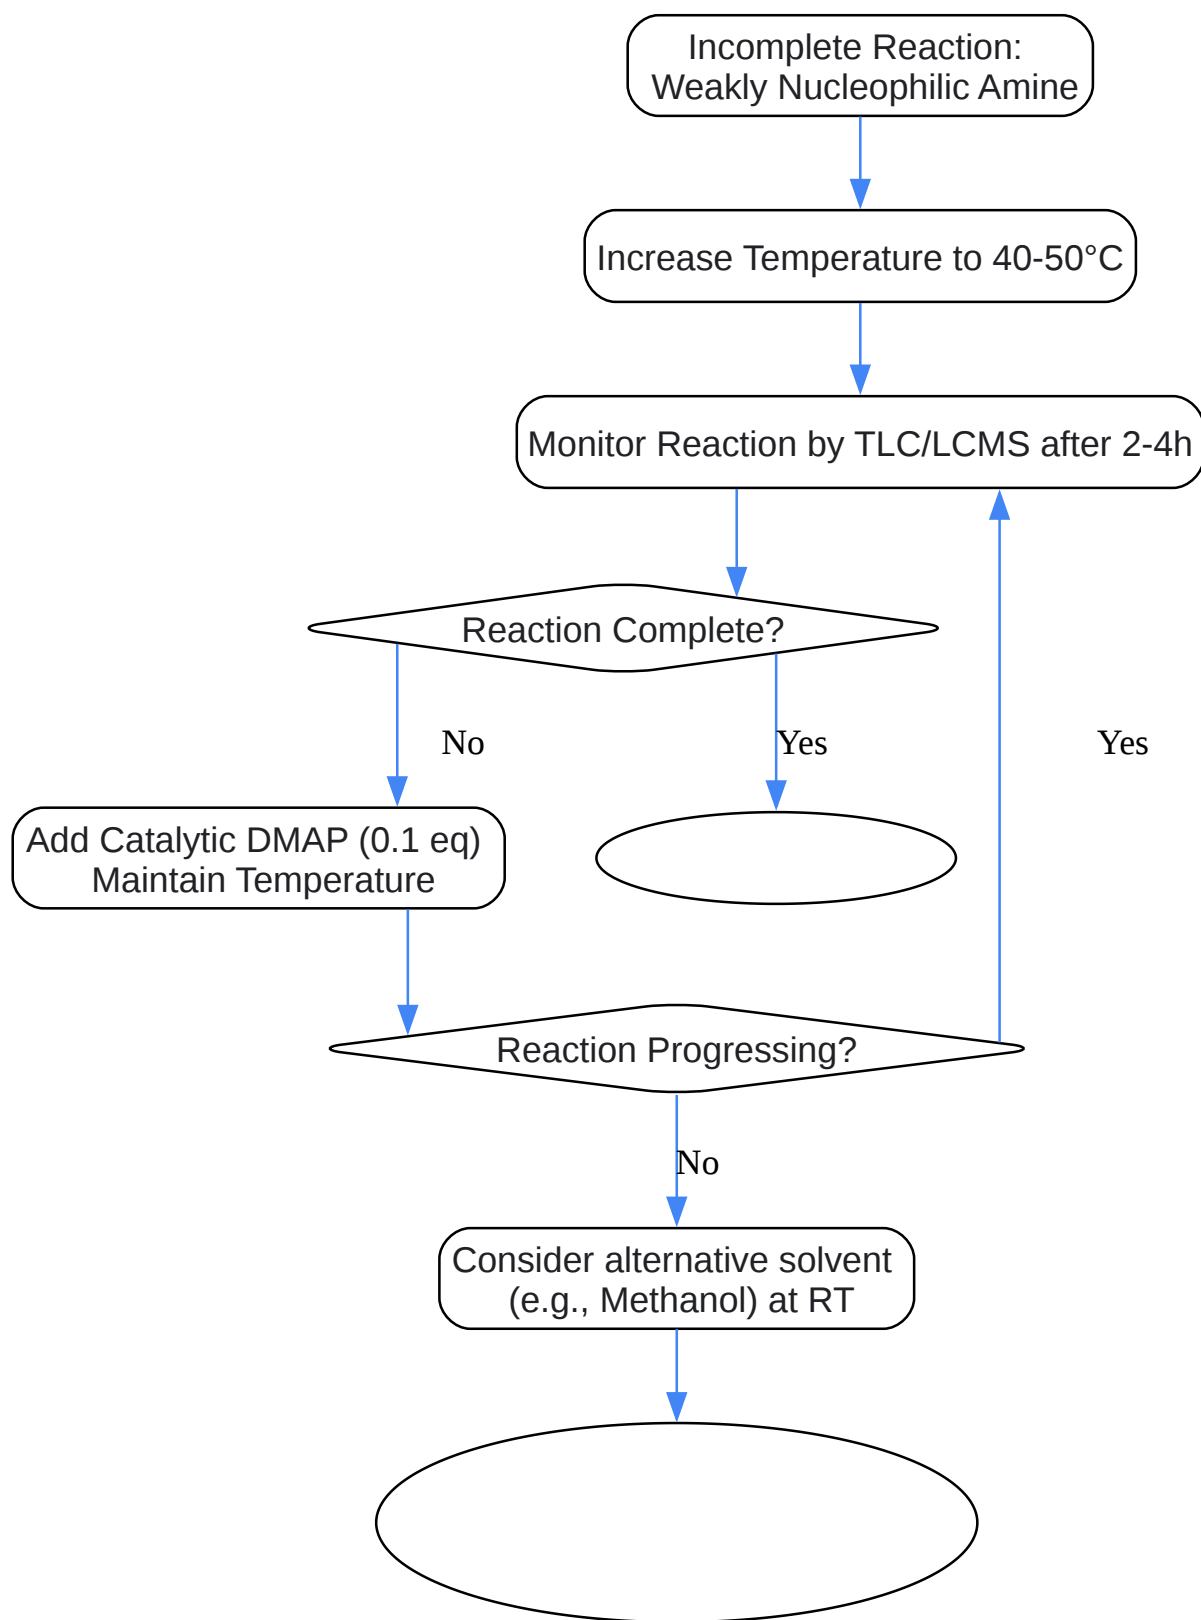 Incomplete Reaction:
Weakly Nucleophilic Amine
Increase Temperature to 40-50°C
Monitor Reaction by TLC/LCMS after 2-4h
Reaction Complete?
No
Yes
Yes
Add Catalytic DMAP (0.1 eq)
Maintain Temperature
Reaction Progressing?
No
Consider alternative solvent
(e.g., Methanol) at RT